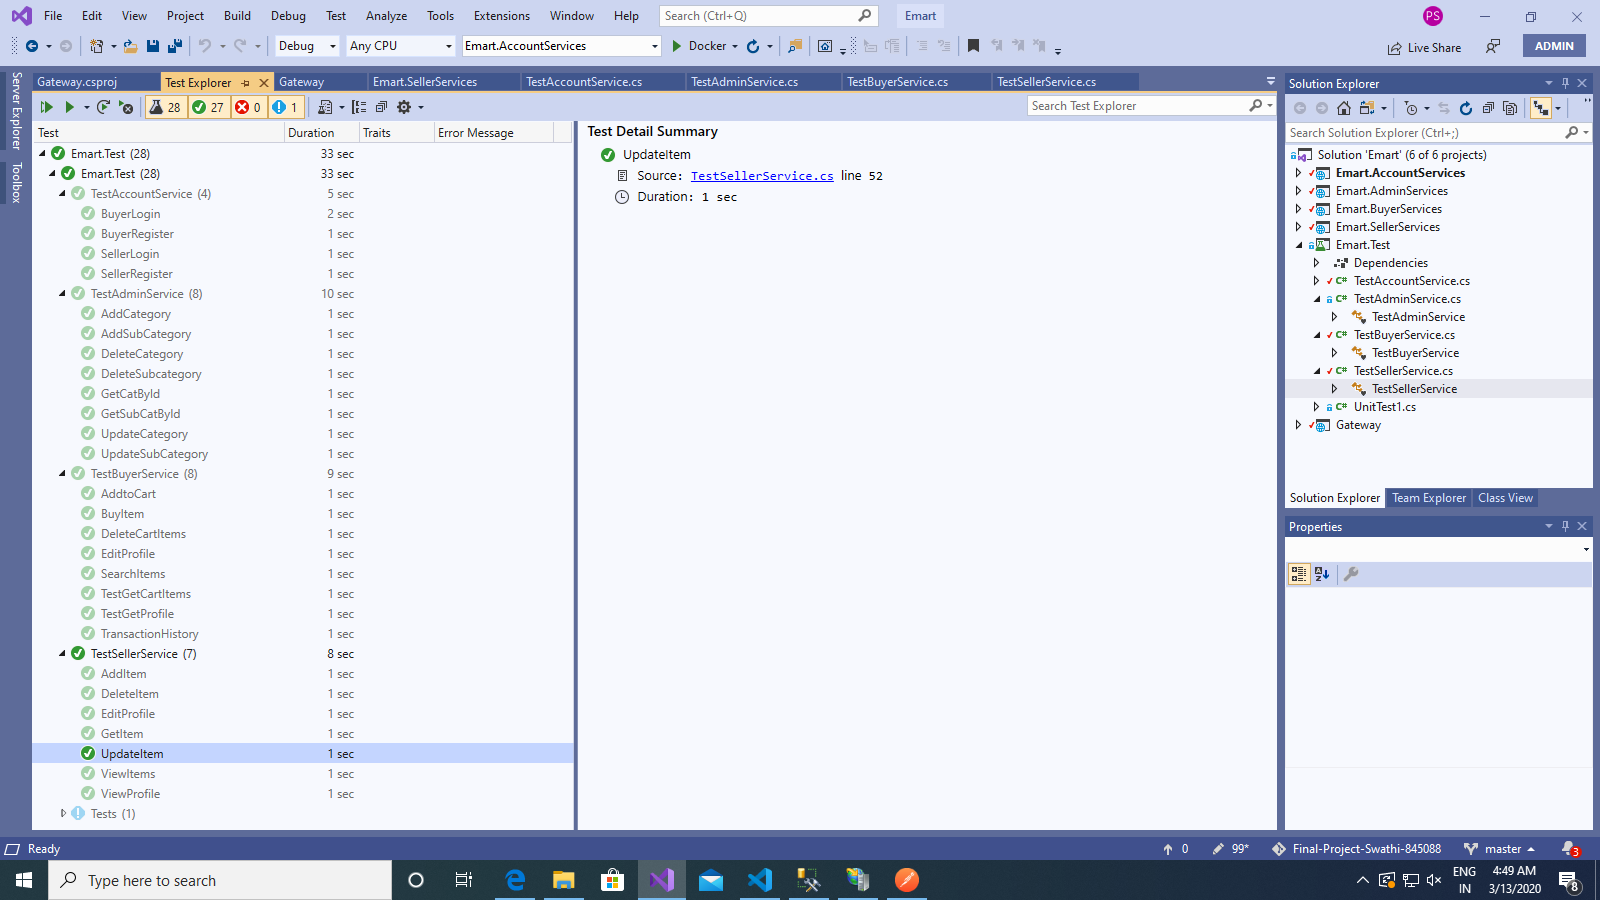 File Edit View Project Build Debug Test Analyze Tools Extensions Window Help Search (Ctrl+Q) Emart PS
Debug Any CPU Emart.AccountServices Docker Live Share ADMIN
Server Explorer
Toolbox
Gateway.csproj Test Explorer Gateway Emart.SellerServices TestAccountService.cs TestAdminService.cs TestBuyerService.cs TestSellerService.cs
28 27 0 1 Search Test Explorer
Test Duration Traits Error Message
Emart.Test (28) 33 sec
Emart.Test (28) 33 sec
TestAccountService (4) 5 sec
BuyerLogin 2 sec
BuyerRegister 1 sec
SellerLogin 1 sec
SellerRegister 1 sec
TestAdminService (8) 10 sec
AddCategory 1 sec
AddSubCategory 1 sec
DeleteCategory 1 sec
DeleteSubcategory 1 sec
GetCatById 1 sec
GetSubCatById 1 sec
UpdateCategory 1 sec
UpdateSubCategory 1 sec
TestBuyerService (8) 9 sec
AddtoCart 1 sec
BuyItem 1 sec
DeleteCartItems 1 sec
EditProfile 1 sec
SearchItems 1 sec
TestGetCartItems 1 sec
TestGetProfile 1 sec
TransactionHistory 1 sec
TestSellerService (7) 8 sec
AddItem 1 sec
DeleteItem 1 sec
EditProfile 1 sec
GetItem 1 sec
UpdateItem 1 sec
ViewItems 1 sec
ViewProfile 1 sec
Tests (1)
Test Detail Summary
UpdateItem
Source: TestSellerService.cs line 52
Duration: 1 sec
Solution Explorer
Search Solution Explorer (Ctrl+;)
Solution 'Emart' (6 of 6 projects)
Emart.AccountServices
Emart.AdminServices
Emart.BuyerServices
Emart.SellerServices
Emart.Test
Dependencies
C# TestAccountService.cs
C# TestAdminService.cs
TestAdminService
C# TestBuyerService.cs
TestBuyerService
C# TestSellerService.cs
TestSellerService
C# UnitTest1.cs
Gateway
Solution Explorer Team Explorer Class View
Properties
Ready 0 99* Final-Project-Swathi-845088 master 3
Type here to search
ENG
IN
4:49 AM
3/13/2020
8